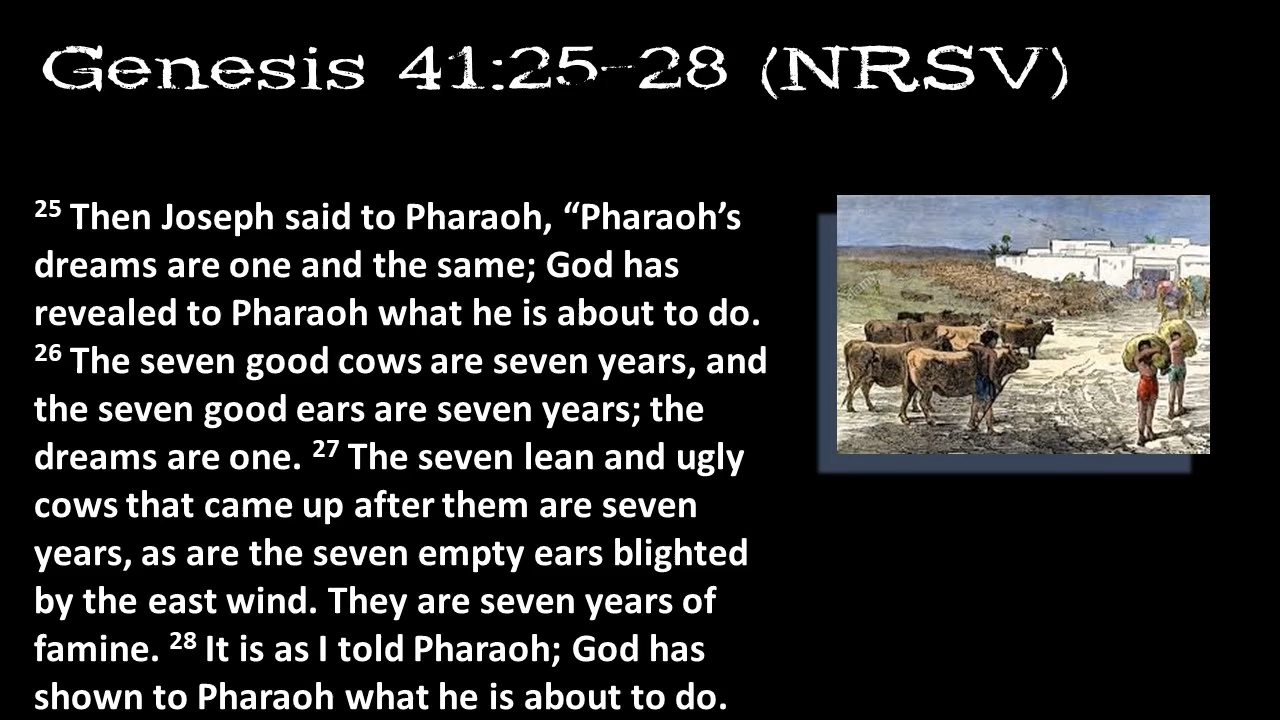 Genesis 41:25–28 (NRSV)
25 Then Joseph said to Pharaoh, “Pharaoh’s
dreams are one and the same; God has
revealed to Pharaoh what he is about to do.
26 The seven good cows are seven years, and
the seven good ears are seven years; the
dreams are one. 27 The seven lean and ugly
cows that came up after them are seven
years, as are the seven empty ears blighted
by the east wind. They are seven years of
famine. 28 It is as I told Pharaoh; God has
shown to Pharaoh what he is about to do.